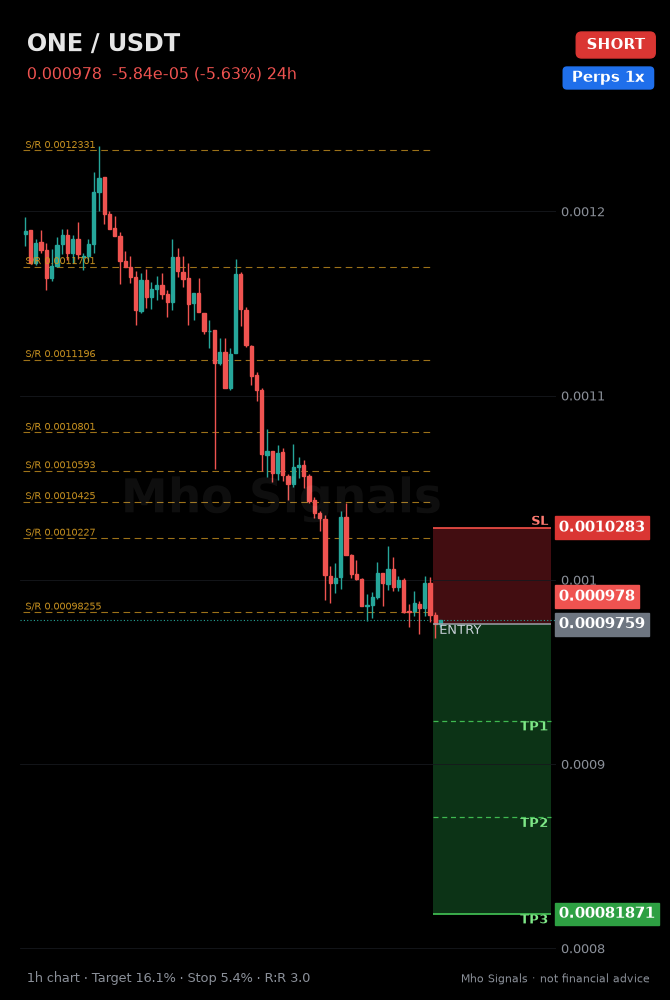 ONE / USDT
SHORT
0.000978 -5.84e-05 (-5.63%) 24h
Perps 1x
S/R 0.0012331
0.0012
S/R 0.0011701
S/R 0.0011196
0.0011
S/R 0.0010801
S/R 0.0010593
Mho Signals
S/R 0.0010425
SL
0.0010283
S/R 0.0010227
0.001
0.000978
S/R 0.00098255
0.0009759
ENTRY
TP1
0.0009
TP2
0.00081871
TP3
0.0008
1h chart · Target 16.1% · Stop 5.4% · R:R 3.0
Mho Signals · not financial advice